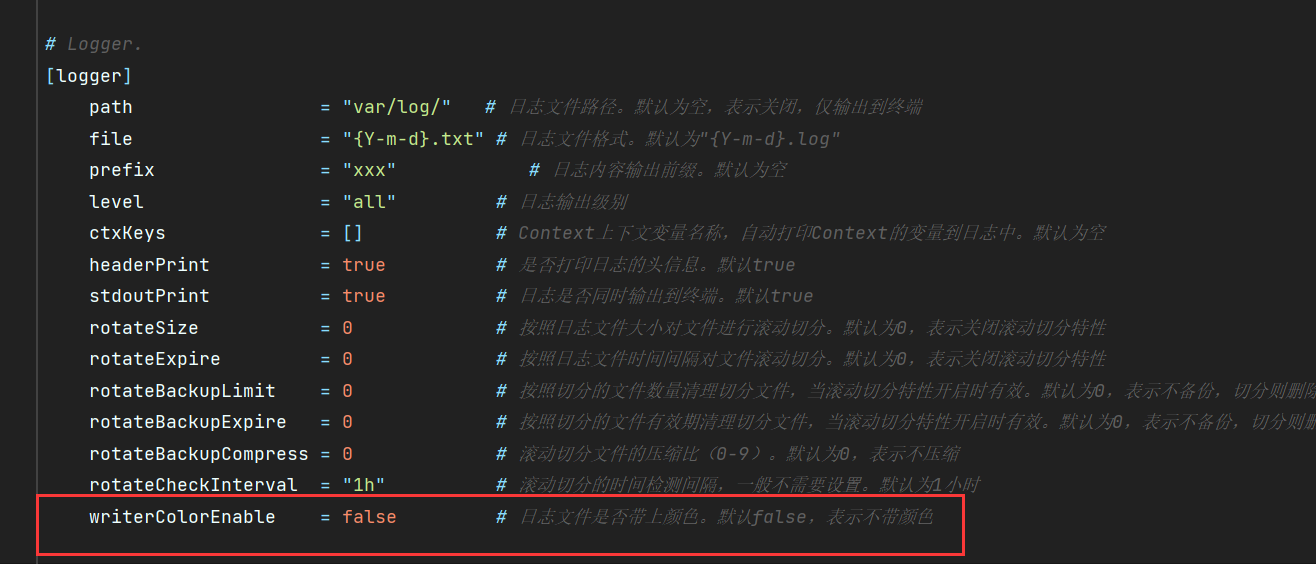 # Logger.
[logger]
path = "var/log/" # 日志文件路径。默认为空，表示关闭，仅输出到终端
file = "{Y-m-d}.txt" # 日志文件格式。默认为"{Y-m-d}.log"
prefix = "xxx" # 日志内容输出前缀。默认为空
level = "all" # 日志输出级别
ctxKeys = [] # Context上下文变量名称，自动打印Context的变量到日志中。默认为空
headerPrint = true # 是否打印日志的头信息。默认true
stdoutPrint = true # 日志是否同时输出到终端。默认true
rotateSize = 0 # 按照日志文件大小对文件进行滚动切分。默认为0，表示关闭滚动切分特性
rotateExpire = 0 # 按照日志文件时间间隔对文件滚动切分。默认为0，表示关闭滚动切分特性
rotateBackupLimit = 0 # 按照切分的文件数量清理切分文件，当滚动切分特性开启时有效。默认为0，表示不备份，切分则删除
rotateBackupExpire = 0 # 按照切分的文件有效期清理切分文件，当滚动切分特性开启时有效。默认为0，表示不备份，切分则删
rotateBackupCompress = 0 # 滚动切分文件的压缩比（0-9）。默认为0，表示不压缩
rotateCheckInterval = "1h" # 滚动切分的时间检测间隔，一般不需要设置。默认为1小时
writerColorEnable = false # 日志文件是否带上颜色。默认false，表示不带颜色